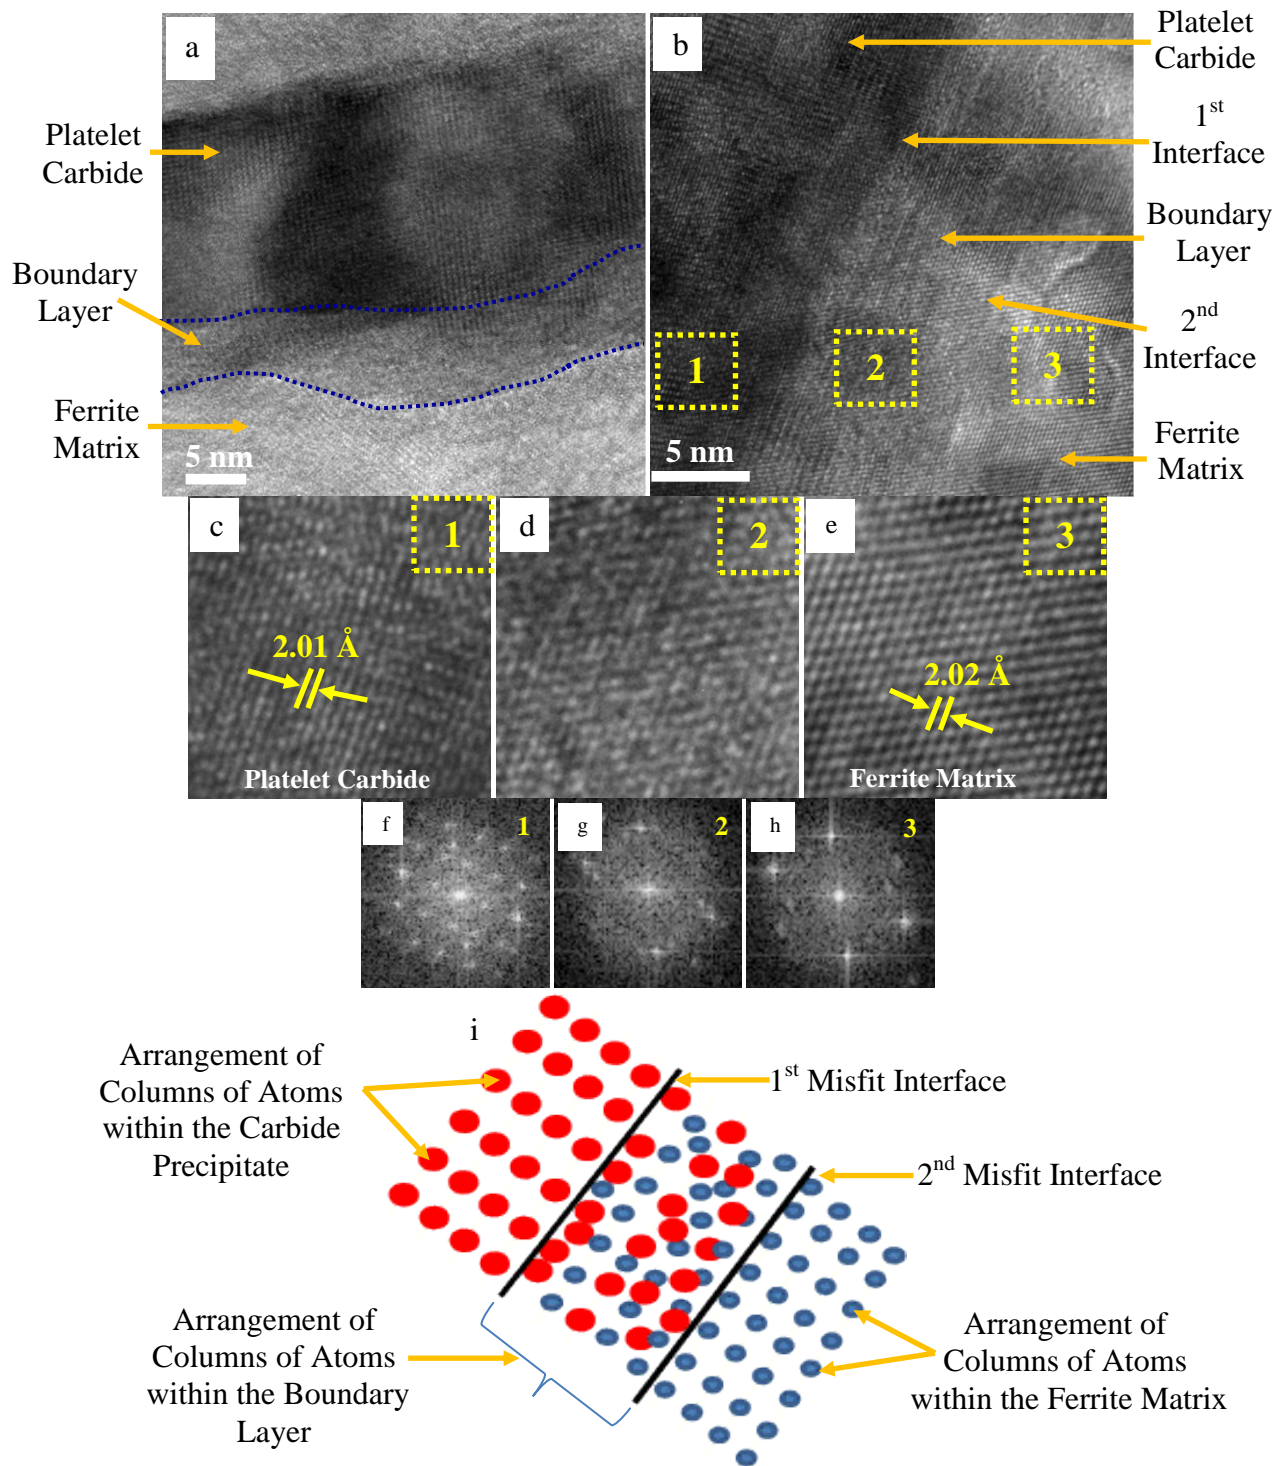 a
b
Platelet
Carbide
Boundary
Layer
Ferrite
Matrix
5 nm
Platelet
Carbide
1st
Interface
Boundary
Layer
2nd
Interface
Ferrite
Matrix
1
2
3
5 nm
c
1
2.01 Å
Platelet Carbide
d
2
e
3
2.02 Å
Ferrite Matrix
f
1
g
2
h
3
i
Arrangement of
Columns of Atoms
within the Carbide
Precipitate
1st Misfit Interface
2nd Misfit Interface
Arrangement of
Columns of Atoms
within the Boundary
Layer
Arrangement of
Columns of Atoms
within the Ferrite Matrix